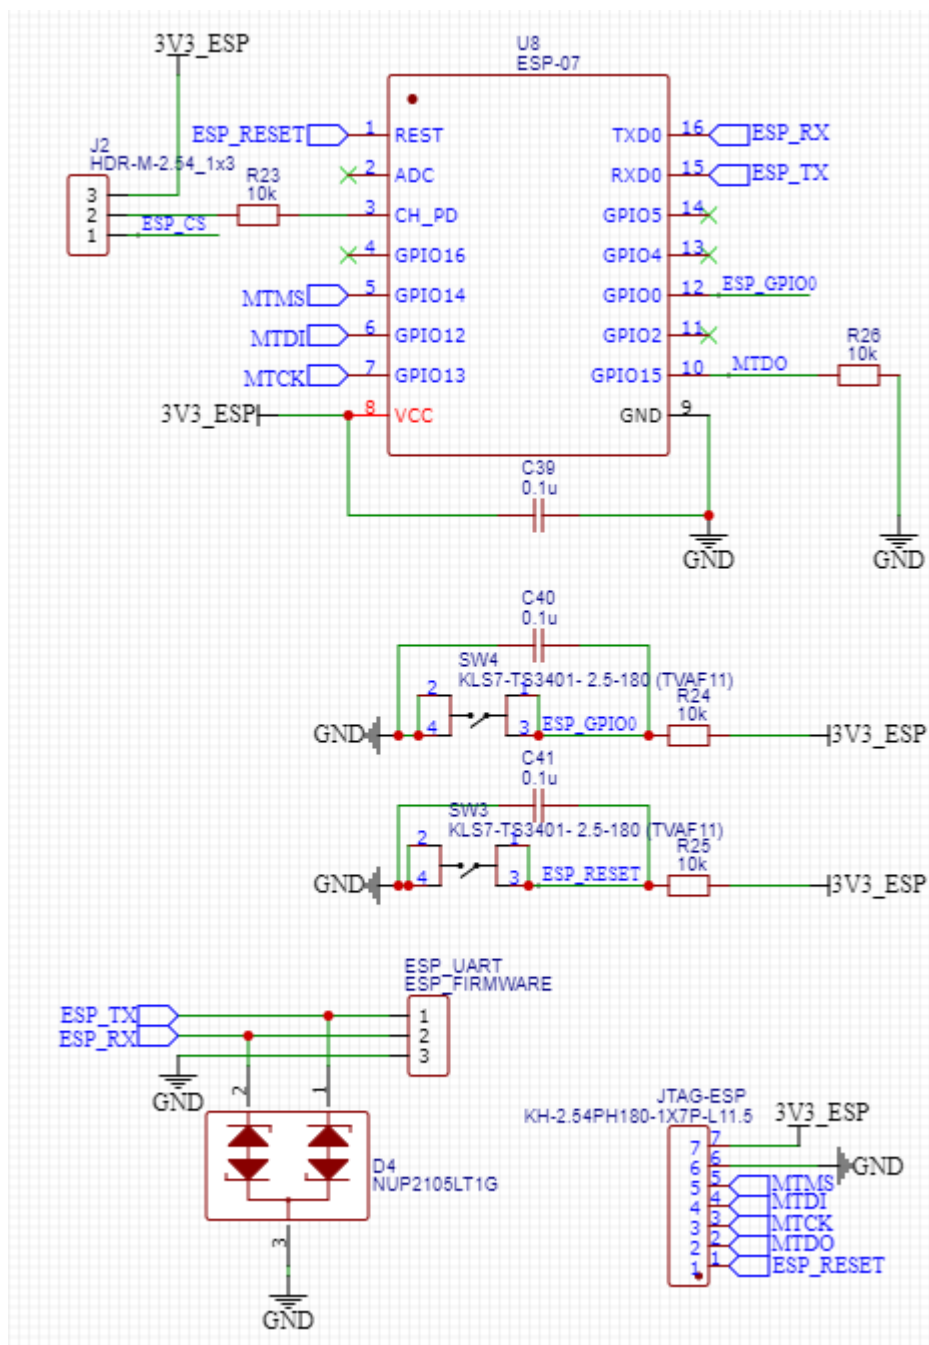 3V3_ESP
U8
ESP-07
J2
HDR-M-2.54_1x3
3
2
1
ESP_CS
R23
10k
ESP_RESET
1
REST
2
ADC
3
CH_PD
4
GPIO16
MTMS
5
GPIO14
MTDI
6
GPIO12
MTCK
7
GPIO13
3V3_ESP
8
VCC
TXD0
16
ESP_RX
RXD0
15
ESP_TX
GPIO5
14
GPIO4
13
GPIO0
12
ESP_GPIO0
GPIO2
11
GPIO15
10
MTDO
R26
10k
GND
9
C39
0.1u
GND
GND
C40
0.1u
SW4
KLS7-TS3401- 2.5-180 (TVAF11)
2
1
4
3
GND
ESP_GPIO0
R24
10k
3V3_ESP
C41
0.1u
SW3
KLS7-TS3401- 2.5-180 (TVAF11)
2
1
4
3
GND
ESP_RESET
R25
10k
3V3_ESP
ESP_UART
ESP_FIRMWARE
ESP_TX
1
ESP_RX
2
3
GND
2
1
D4
NUP2105LT1G
3
GND
JTAG-ESP
KH-2.54PH180-1X7P-L11.5
3V3_ESP
7
7
6
6
GND
5
5
MTMS
4
4
MTDI
3
3
MTCK
2
2
MTDO
1
1
ESP_RESET